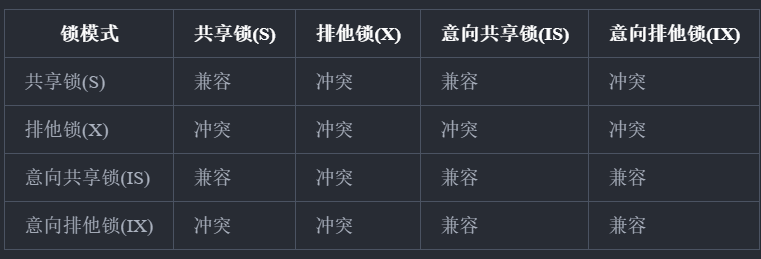 锁模式 共享锁(S) 排他锁(X) 意向共享锁(IS) 意向排他锁(IX)
共享锁(S) 兼容 冲突 兼容 冲突
排他锁(X) 冲突 冲突 冲突 冲突
意向共享锁(IS) 兼容 冲突 兼容 兼容
意向排他锁(IX) 冲突 冲突 兼容 兼容